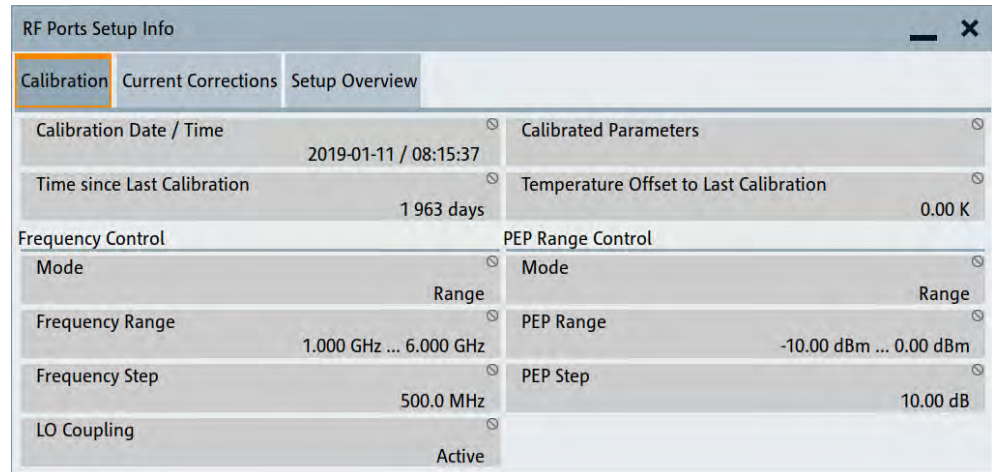 RF Ports Setup Info
Calibration Current Corrections Setup Overview
Calibration Date / Time
2019-01-11 / 08:15:37
Calibrated Parameters
Time since Last Calibration
1 963 days
Temperature Offset to Last Calibration
0.00 K
Frequency Control
Mode
Range
Frequency Range
1.000 GHz ... 6.000 GHz
Frequency Step
500.0 MHz
LO Coupling
Active
PEP Range Control
Mode
Range
PEP Range
-10.00 dBm ... 0.00 dBm
PEP Step
10.00 dB